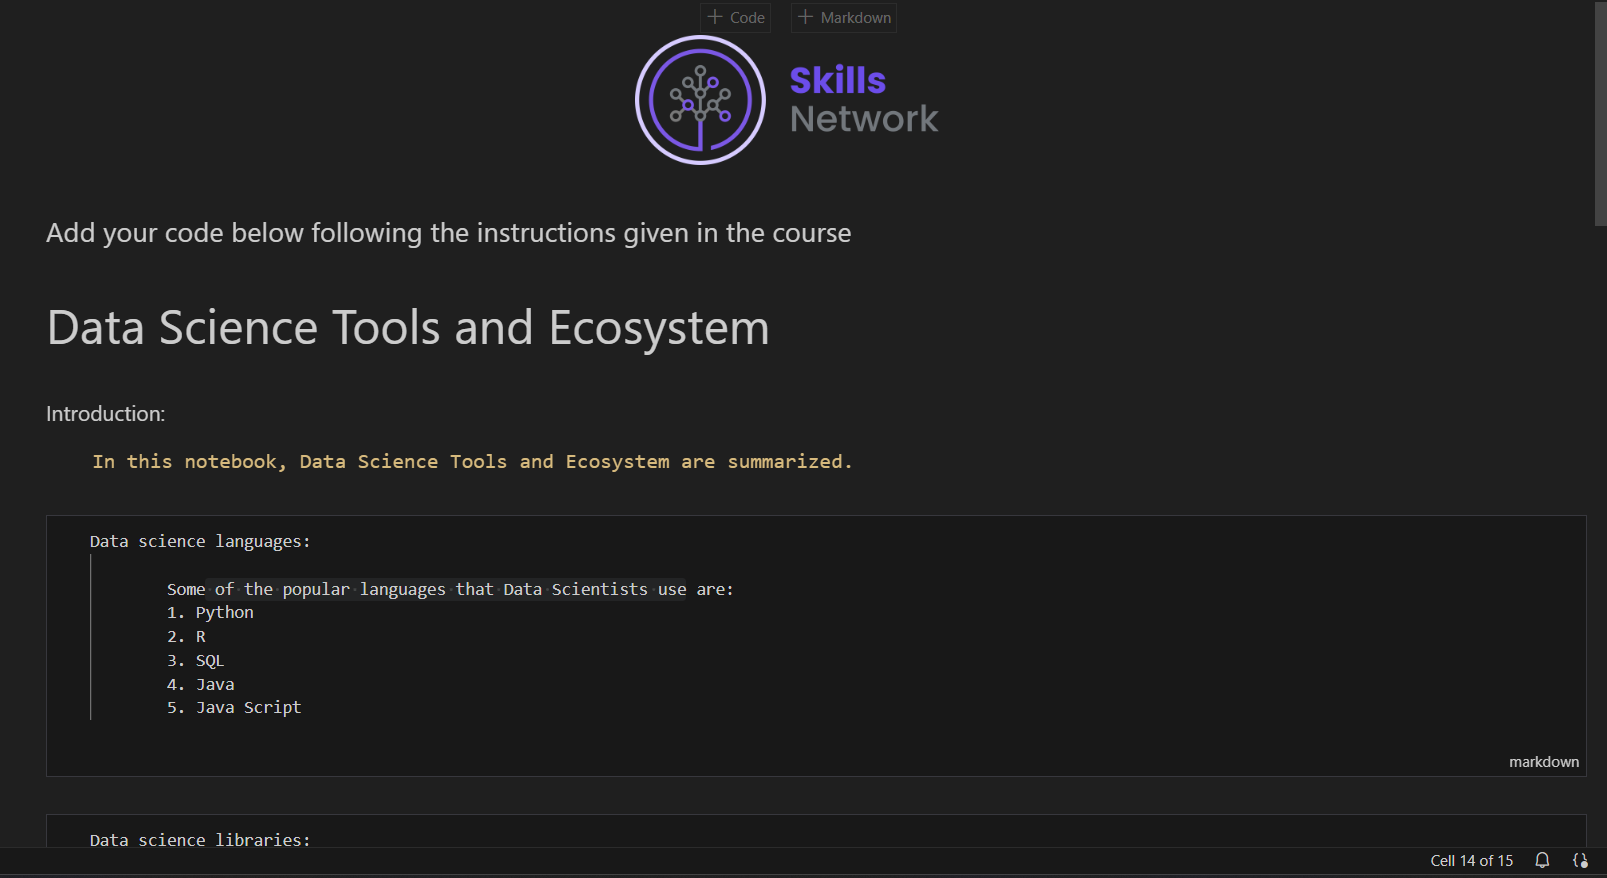 Code Markdown
Skills
Network
Add your code below following the instructions given in the course
Data Science Tools and Ecosystem
Introduction:
In this notebook, Data Science Tools and Ecosystem are summarized.
Data science languages:
Some of the popular languages that Data Scientists use are:
1. Python
2. R
3. SQL
4. Java
5. Java Script
markdown
Data science libraries:
Cell 14 of 15